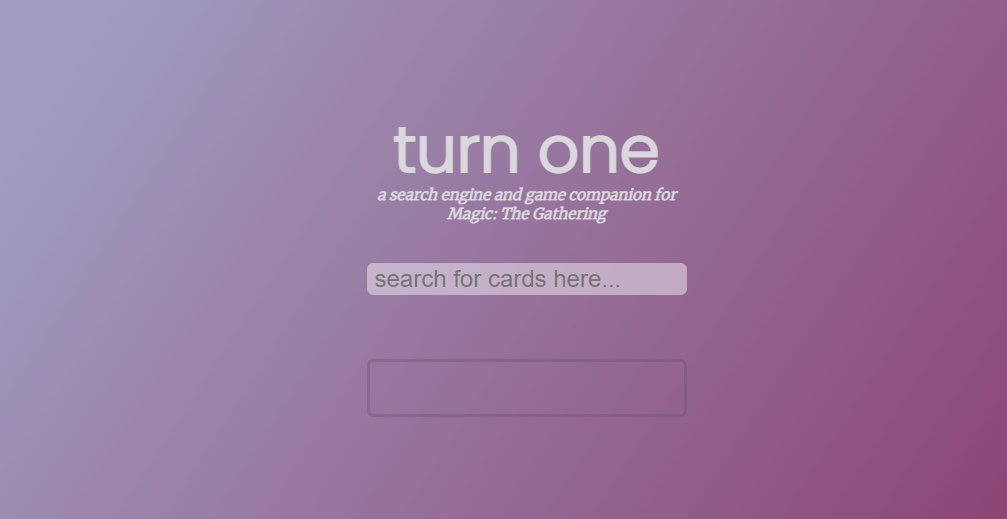 turn one
a search engine and game companion for
Magic: The Gathering
search for cards here...